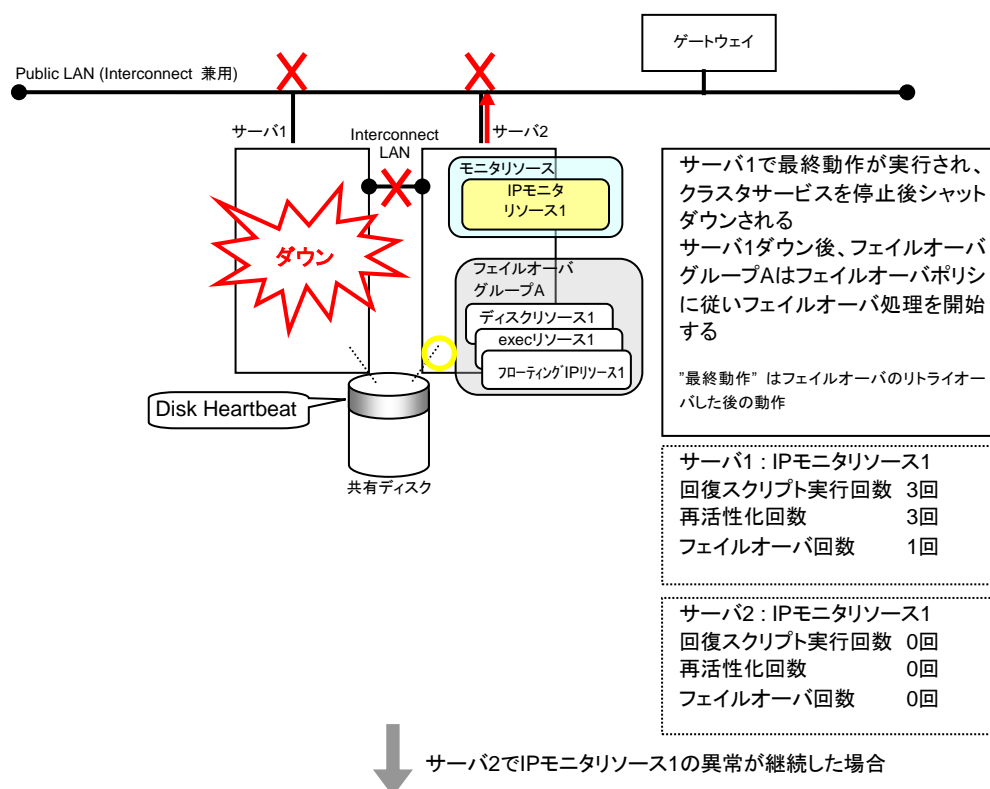 ゲートウェイ
Public LAN (Interconnect 兼用)
サーバ1
Interconnect
LAN
サーバ2
モニタリソース
IPモニタ
リソース1
ダウン
フェイルオーバ
グループA
ディスクリソース1
execリソース1
フローティングIPリソース1
Disk Heartbeat
共有ディスク
サーバ1で最終動作が実行され、
クラスタサービスを停止後シャット
ダウンされる
サーバ1ダウン後、フェイルオーバ
グループAはフェイルオーバポリシ
に従いフェイルオーバ処理を開始
する
"最終動作" はフェイルオーバのリトライオー
バした後の動作
サーバ1 : IPモニタリソース1
回復スクリプト実行回数 3回
再活性化回数 3回
フェイルオーバ回数 1回
サーバ2 : IPモニタリソース1
回復スクリプト実行回数 0回
再活性化回数 0回
フェイルオーバ回数 0回
サーバ2でIPモニタリソース1の異常が継続した場合